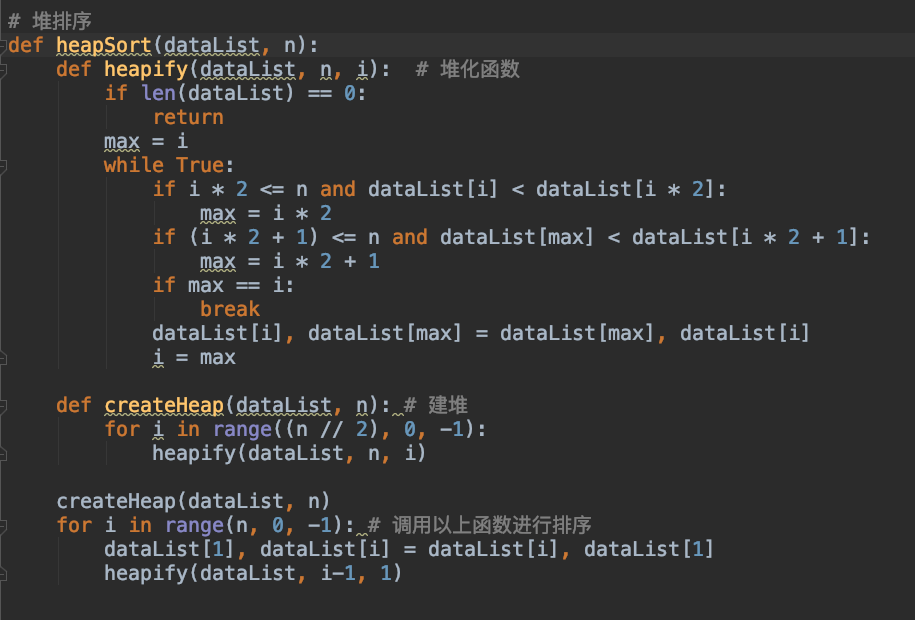 # 堆排序
def heapSort(dataList, n):
    def heapify(dataList, n, i):  # 堆化函数
        if len(dataList) == 0:
            return
        max = i
        while True:
            if i * 2 <= n and dataList[i] < dataList[i * 2]:
                max = i * 2
            if (i * 2 + 1) <= n and dataList[max] < dataList[i * 2 + 1]:
                max = i * 2 + 1
            if max == i:
                break
            dataList[i], dataList[max] = dataList[max], dataList[i]
            i = max

    def createHeap(dataList, n): # 建堆
        for i in range((n // 2), 0, -1):
            heapify(dataList, n, i)

    createHeap(dataList, n)
    for i in range(n, 0, -1): # 调用以上函数进行排序
        dataList[1], dataList[i] = dataList[i], dataList[1]
        heapify(dataList, i-1, 1)